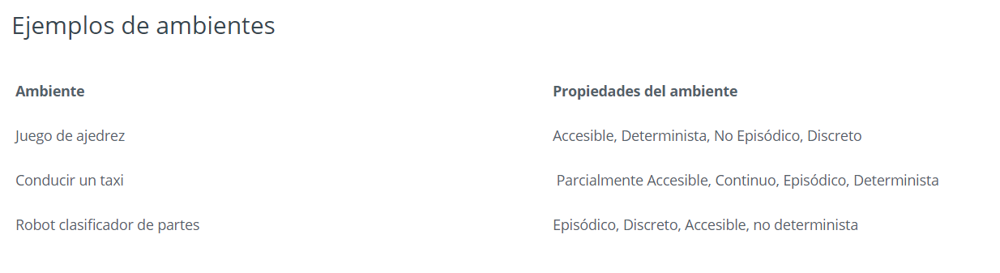 Ejemplos de ambientes
Ambiente Propiedades del ambiente
Juego de ajedrez Accesible, Determinista, No Episódico, Discreto
Conducir un taxi Parcialmente Accesible, Continuo, Episódico, Determinista
Robot clasificador de partes Episódico, Discreto, Accesible, no determinista